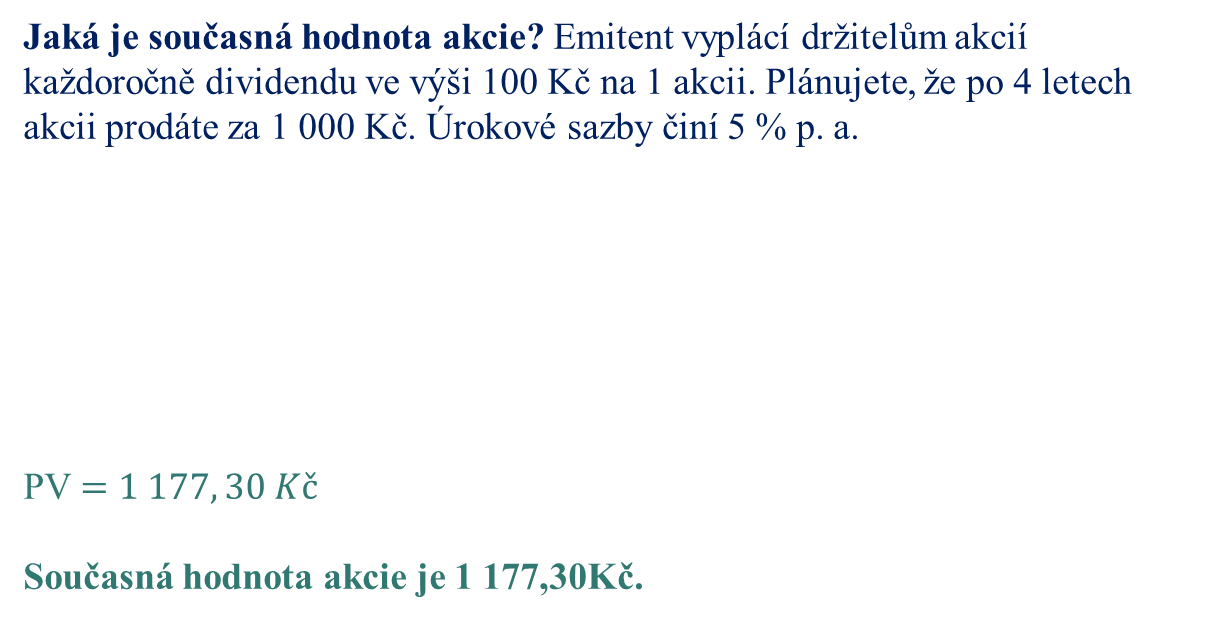 Jaká je současná hodnota akcie? Emitent vyplácí držitelům akcií
každoročně dividendu ve výši 100 Kč na 1 akcii. Plánujete, že po 4 letech
akcii prodáte za 1 000 Kč. Úrokové sazby činí 5 % p. a.
PV = 1 177, 30 Kč
Současná hodnota akcie je 1 177,30Kč.